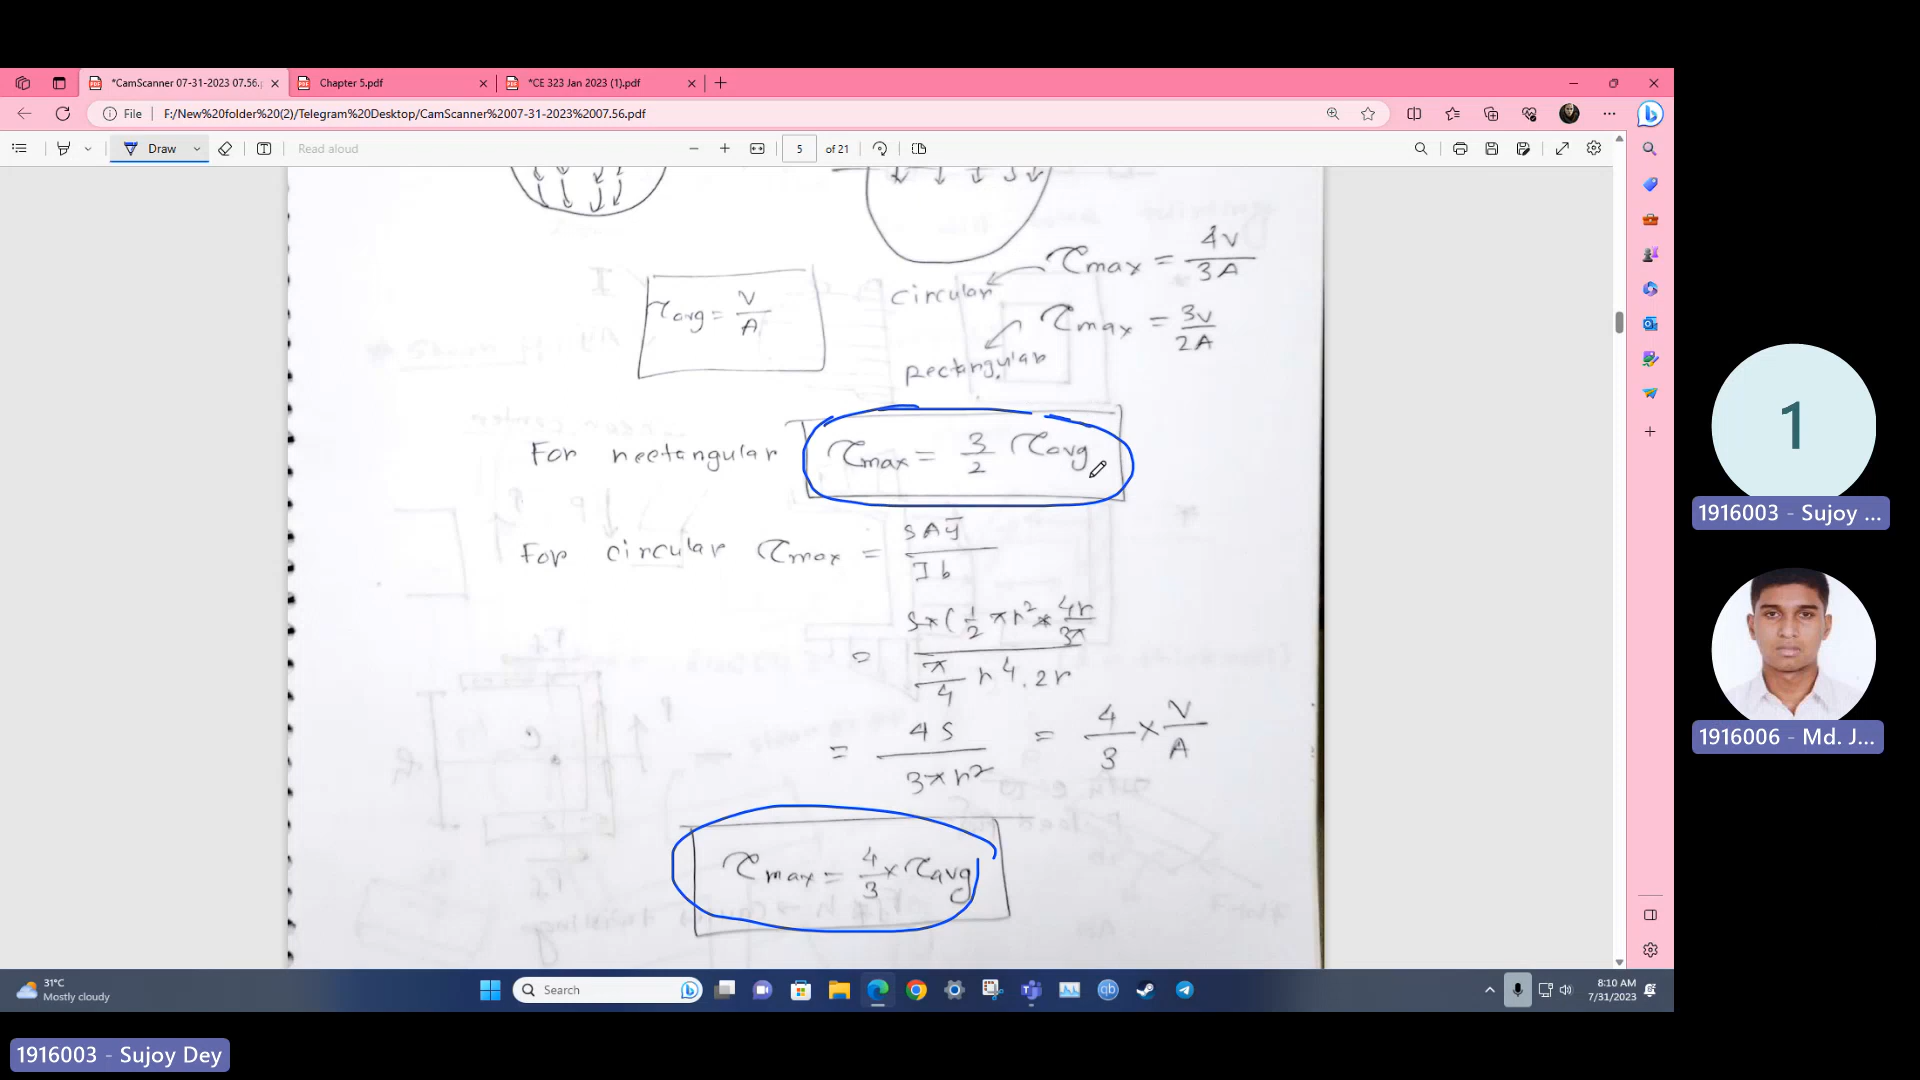 *CamScanner 07-31-2023 07.56.p
Chapter 5.pdf
*CE 323 Jan 2023 (1).pdf
File
F:/New%20folder%20(2)/Telegram%20Desktop/CamScanner%2007-31-2023%2007.56.pdf
Draw
Read aloud
5 of 21
τmax = 4V/3A
circular
τavg = V/A
τmax = 3V/2A
Rectangular
For rectangular τmax = 3/2 τavg
For circular τmax = SAȳ/Ib
= S*(1/2 πr² * 4r/3π / π/4 r⁴.2r
= 4S/3πr² = 4/3 × V/A
τmax = 4/3 × τavg
1
1916003 - Sujoy ...
1916006 - Md. J...
31°C
Mostly cloudy
Search
8:10 AM
7/31/2023
1916003 - Sujoy Dey